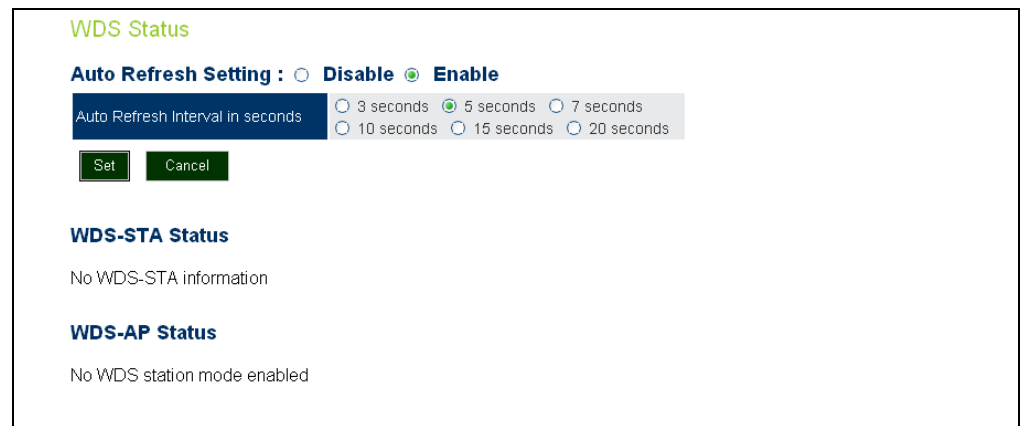 WDS Status
Auto Refresh Setting : Disable Enable
Auto Refresh Interval in seconds
3 seconds 5 seconds 7 seconds
10 seconds 15 seconds 20 seconds
Set Cancel
WDS-STA Status
No WDS-STA information
WDS-AP Status
No WDS station mode enabled